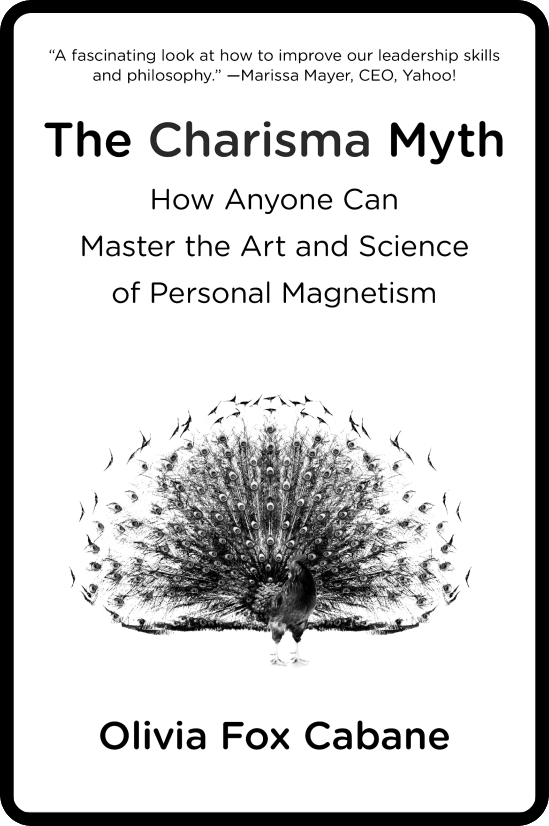 “A fascinating look at how to improve our leadership skills
and philosophy.” —Marissa Mayer, CEO, Yahoo!
The Charisma Myth
How Anyone Can
Master the Art and Science
of Personal Magnetism
Olivia Fox Cabane